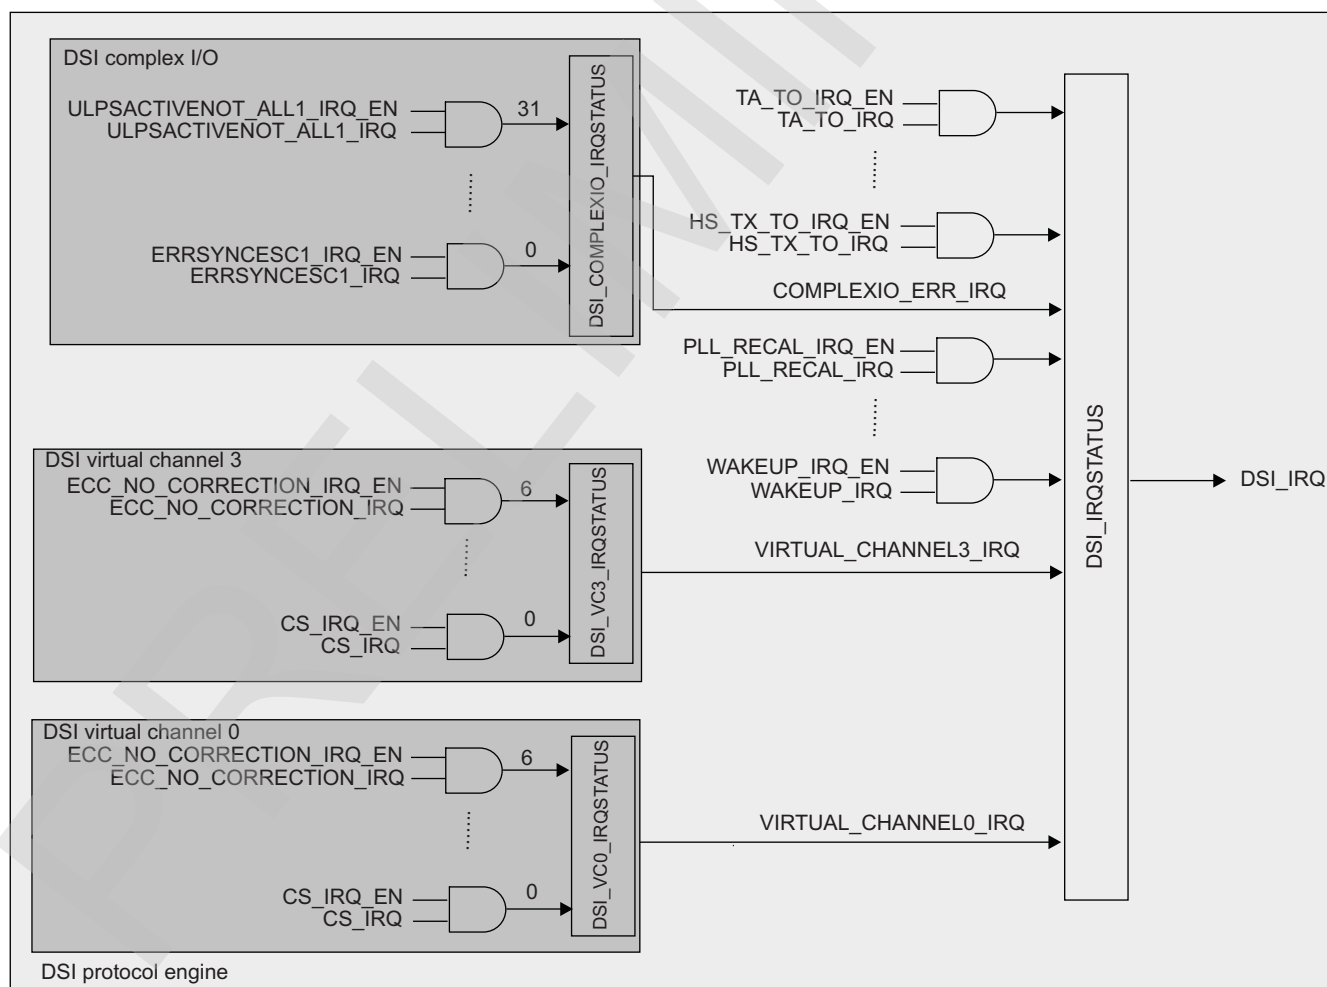 DSI complex I/O
ULPSACTIVENOT_ALL1_IRQ_EN
ULPSACTIVENOT_ALL1_IRQ
31
ERRSYNCESC1_IRQ_EN
ERRSYNCESC1_IRQ
0
DSI_COMPLEXIO_IRQSTATUS
TA_TO_IRQ_EN
TA_TO_IRQ
HS_TX_TO_IRQ_EN
HS_TX_TO_IRQ
COMPLEXIO_ERR_IRQ
PLL_RECAL_IRQ_EN
PLL_RECAL_IRQ
WAKEUP_IRQ_EN
WAKEUP_IRQ
DSI_IRQSTATUS
DSI_IRQ
DSI virtual channel 3
ECC_NO_CORRECTION_IRQ_EN
ECC_NO_CORRECTION_IRQ
6
CS_IRQ_EN
CS_IRQ
0
DSI_VC3_IRQSTATUS
VIRTUAL_CHANNEL3_IRQ
DSI virtual channel 0
ECC_NO_CORRECTION_IRQ_EN
ECC_NO_CORRECTION_IRQ
6
CS_IRQ_EN
CS_IRQ
0
DSI_VC0_IRQSTATUS
VIRTUAL_CHANNEL0_IRQ
DSI protocol engine
PRELIMI